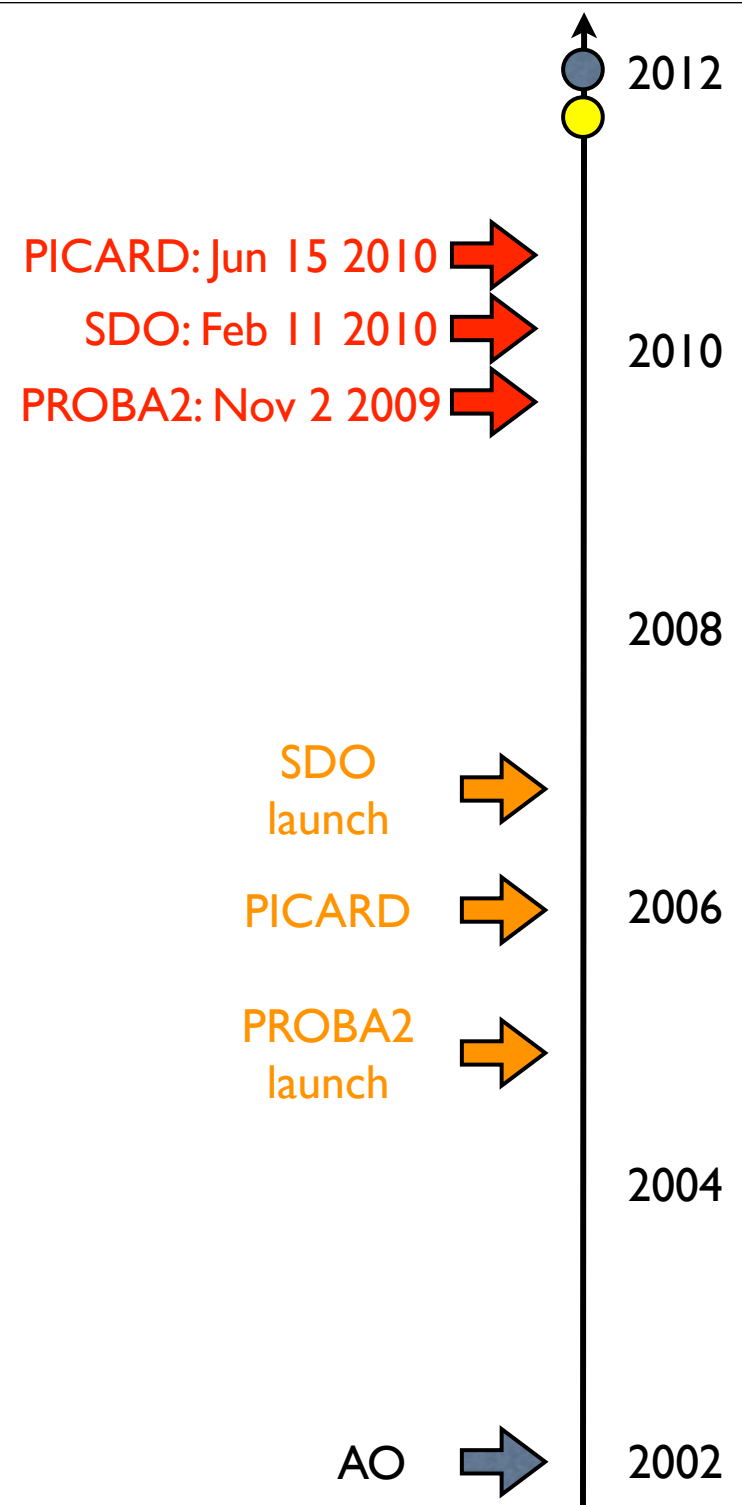 2012
PICARD: Jun 15 2010
SDO: Feb 11 2010
2010
PROBA2: Nov 2 2009
2008
SDO
launch
PICARD
2006
PROBA2
launch
2004
AO
2002